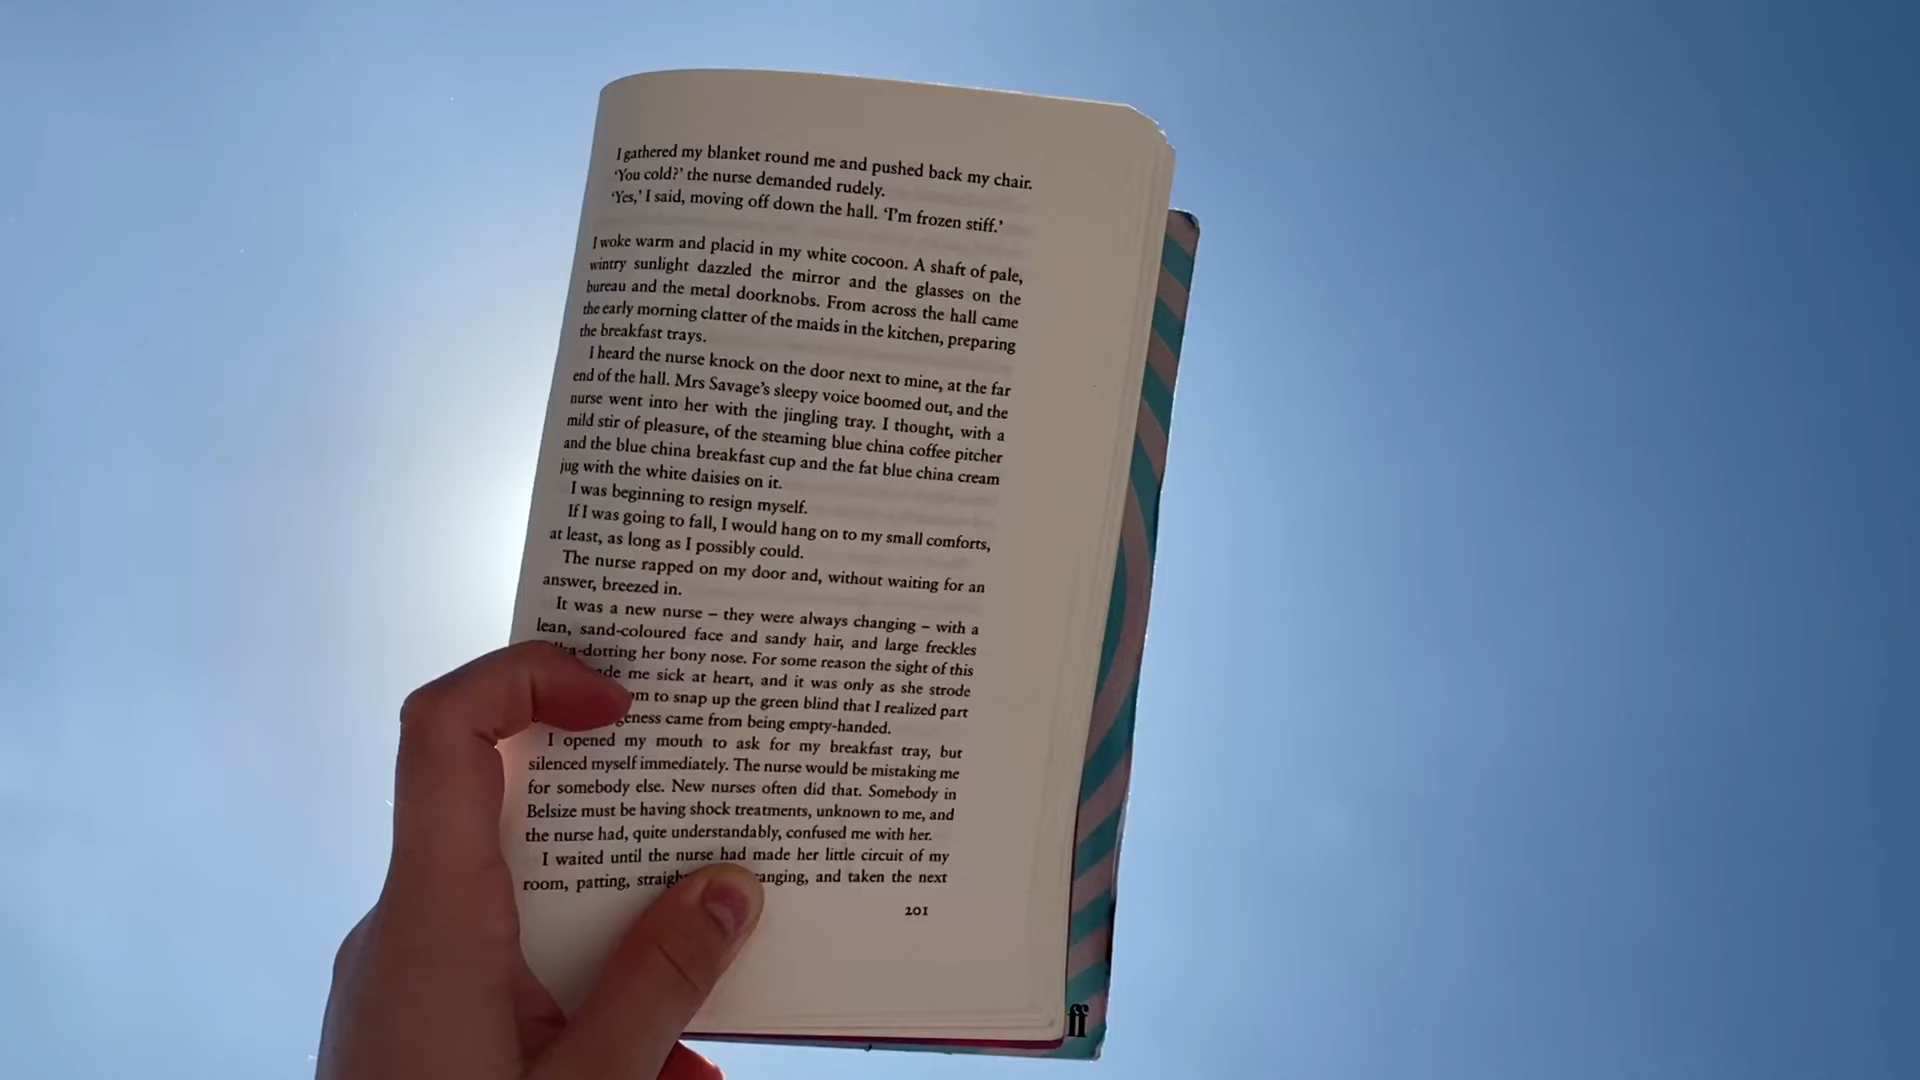 I gathered my blanket round me and pushed back my chair.
‘You cold?’ the nurse demanded rudely.
‘Yes,’ I said, moving off down the hall. ‘I’m frozen stiff.’
I woke warm and placid in my white cocoon. A shaft of pale,
wintry sunlight dazzled the mirror and the glasses on the
bureau and the metal doorknobs. From across the hall came
the early morning clatter of the maids in the kitchen, preparing
the breakfast trays.
I heard the nurse knock on the door next to mine, at the far
end of the hall. Mrs Savage’s sleepy voice boomed out, and the
nurse went into her with the jingling tray. I thought, with a
mild stir of pleasure, of the steaming blue china coffee pitcher
and the blue china breakfast cup and the fat blue china cream
jug with the white daisies on it.
I was beginning to resign myself.
If I was going to fall, I would hang on to my small comforts,
at least, as long as I possibly could.
The nurse rapped on my door and, without waiting for an
answer, breezed in.
It was a new nurse – they were always changing – with a
lean, sand-coloured face and sandy hair, and large freckles
-dotting her bony nose. For some reason the sight of this
me sick at heart, and it was only as she strode
to snap up the green blind that I realized part
came from being empty-handed.
I opened my mouth to ask for my breakfast tray, but
silenced myself immediately. The nurse would be mistaking me
for somebody else. New nurses often did that. Somebody in
Belsize must be having shock treatments, unknown to me, and
the nurse had, quite understandably, confused me with her.
I waited until the nurse had made her little circuit of my
room, patting, and taken the next
201
ff